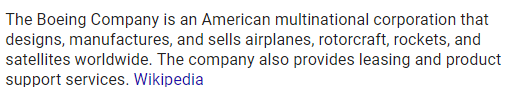 The Boeing Company is an American multinational corporation that
designs, manufactures, and sells airplanes, rotorcraft, rockets, and
satellites worldwide. The company also provides leasing and product
support services. Wikipedia